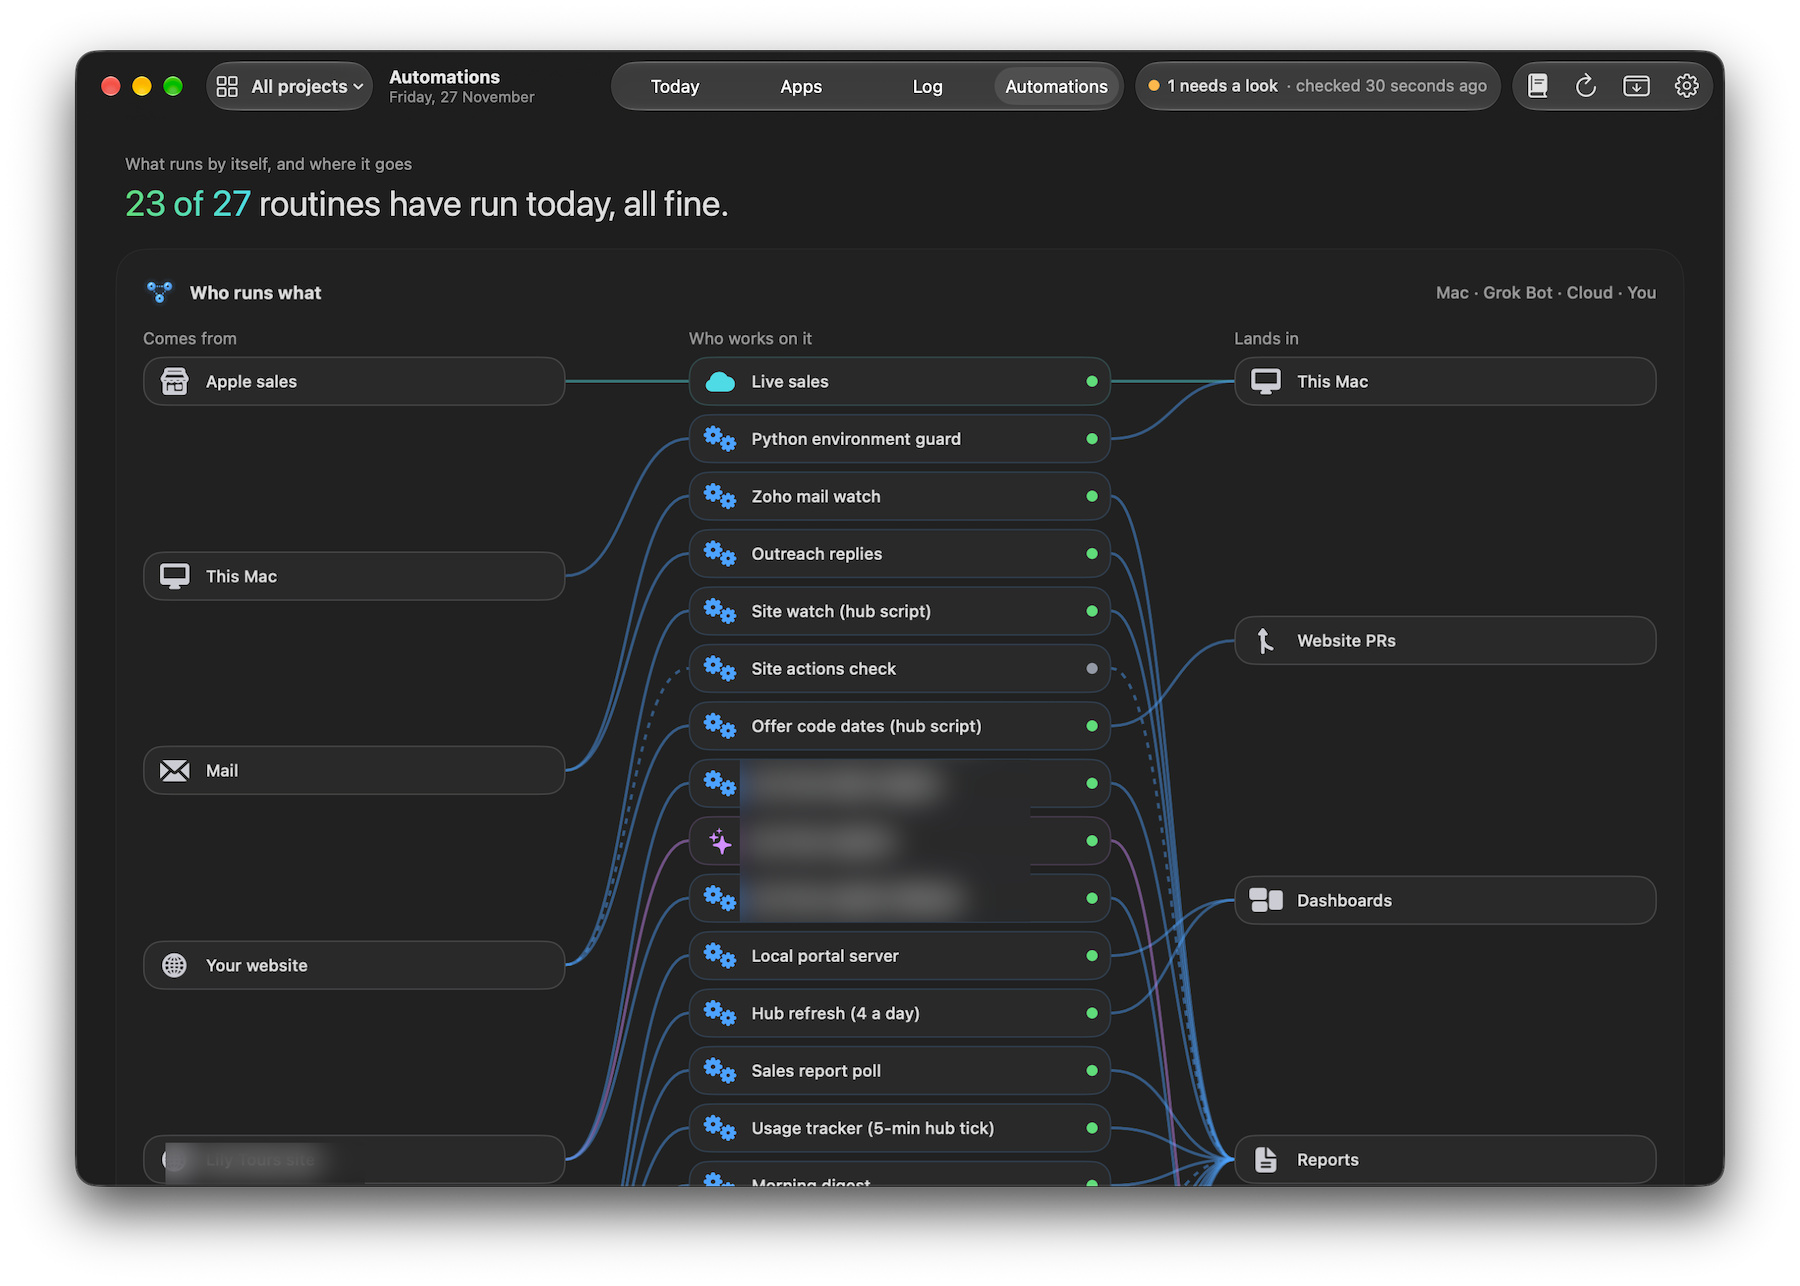 All projects
Automations
Friday, 27 November
Today
Apps
Log
Automations
1 needs a look · checked 30 seconds ago
What runs by itself, and where it goes
23 of 27 routines have run today, all fine.
Who runs what
Mac · Grok Bot · Cloud · You
Comes from
Who works on it
Lands in
Apple sales
Live sales
This Mac
Python environment guard
Zoho mail watch
Outreach replies
This Mac
Site watch (hub script)
Website PRs
Site actions check
Offer code dates (hub script)
Mail
Dashboards
Local portal server
Your website
Hub refresh (4 a day)
Sales report poll
Usage tracker (5-min hub tick)
Reports
Morning digest